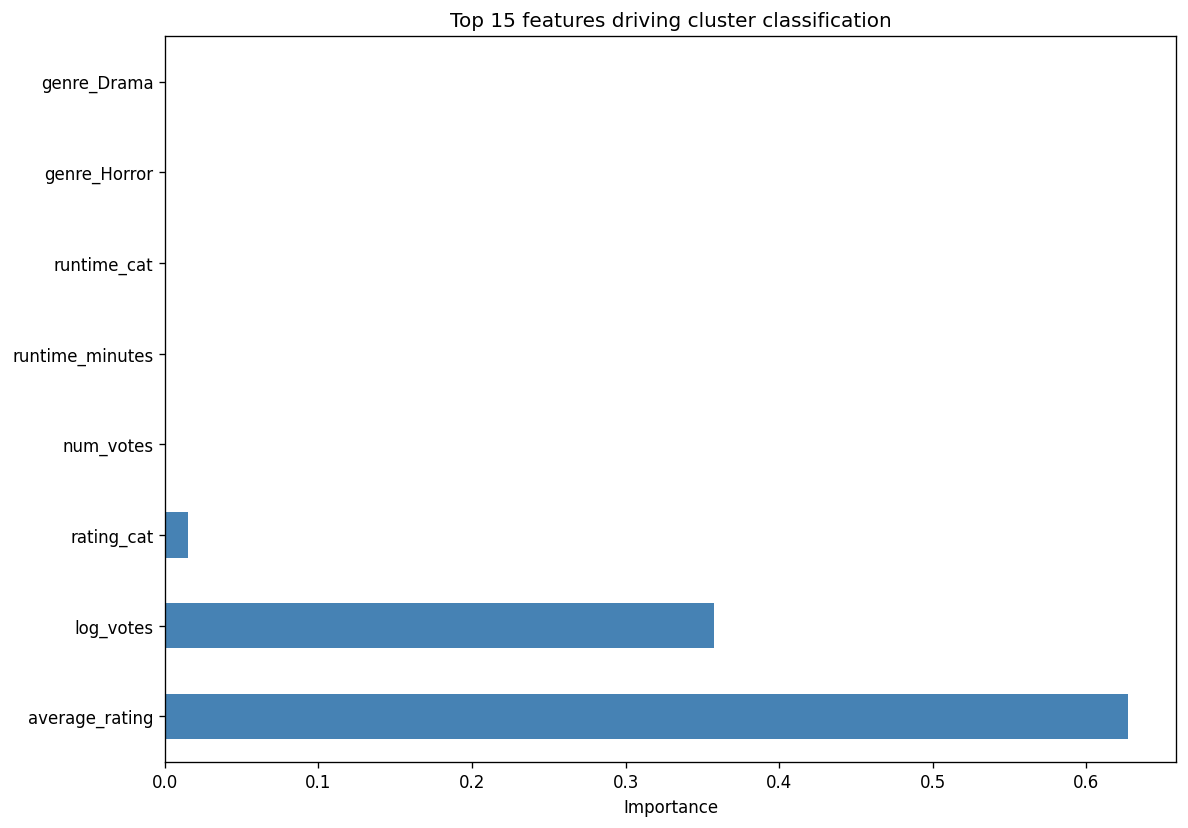 Top 15 features driving cluster classification
genre_Drama
genre_Horror
runtime_cat
runtime_minutes
num_votes
rating_cat
log_votes
average_rating
0.0 0.1 0.2 0.3 0.4 0.5 0.6
Importance